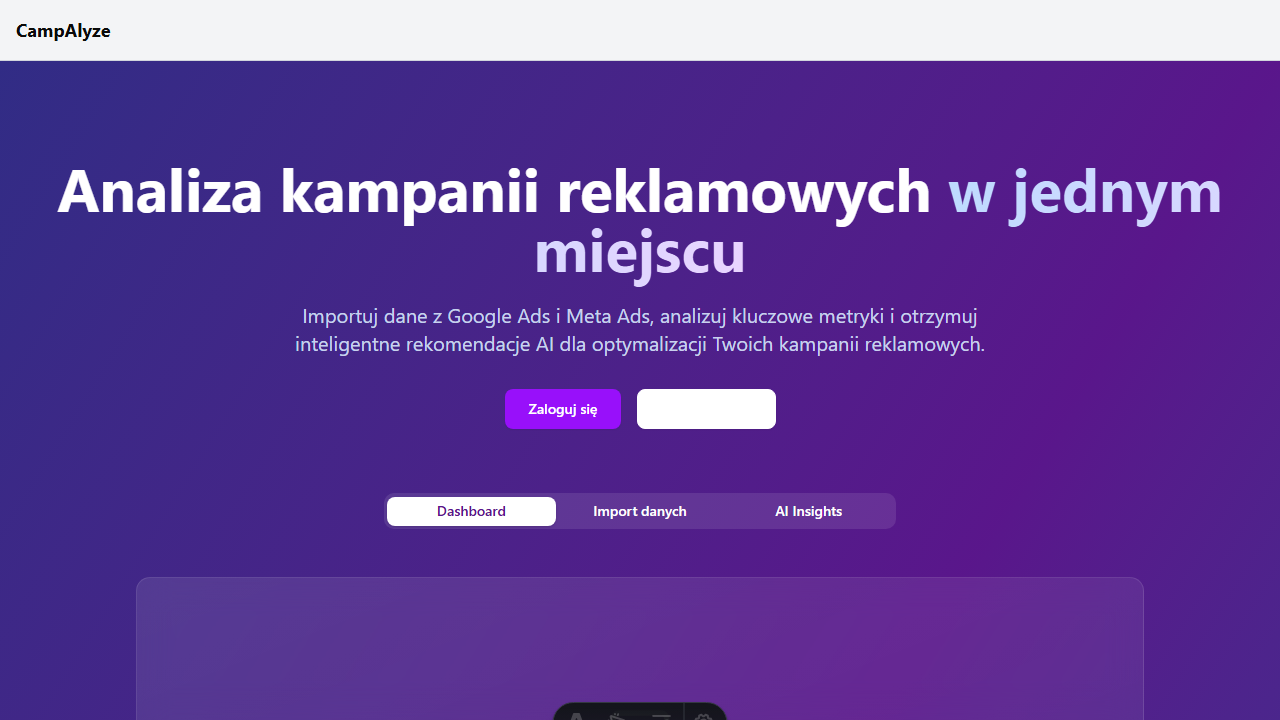 CampAlyze
Analiza kampanii reklamowych w jednym
miejscu
Importuj dane z Google Ads i Meta Ads, analizuj kluczowe metryki i otrzymuj
inteligentne rekomendacje AI dla optymalizacji Twoich kampanii reklamowych.
Zaloguj się
Dashboard
Import danych
AI Insights